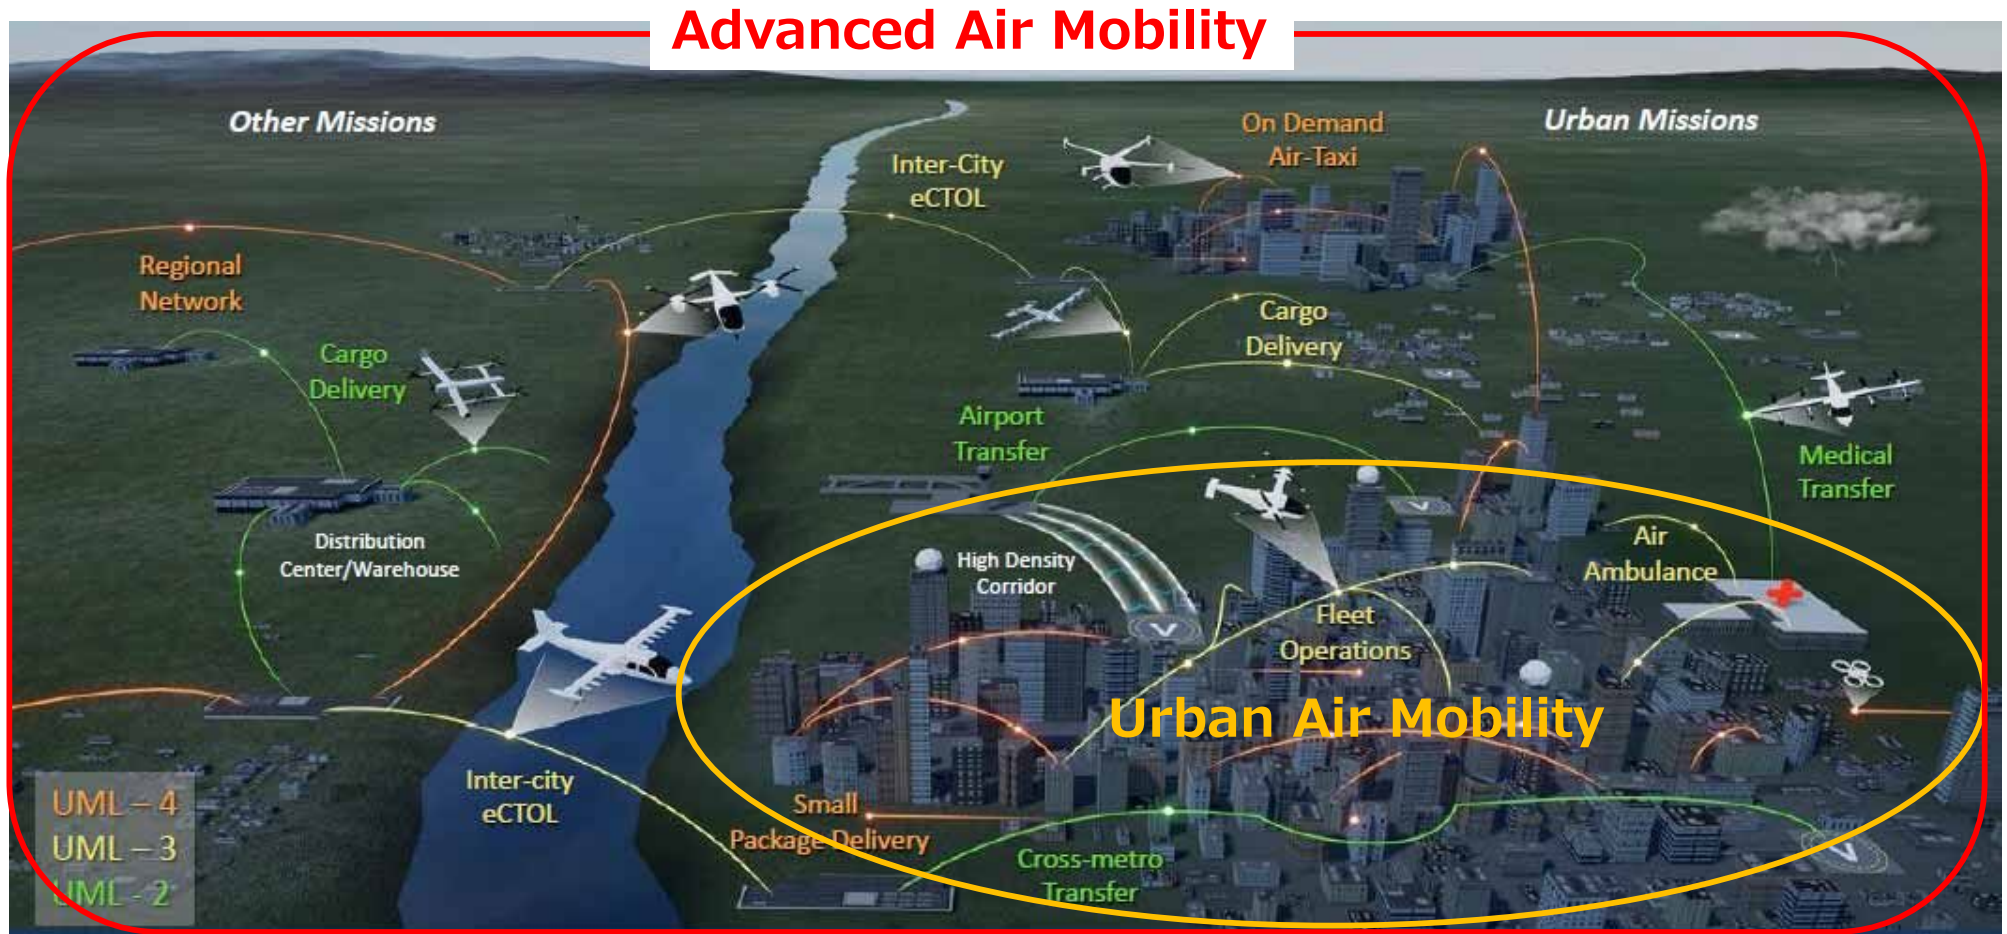 Advanced Air Mobility
Other Missions
Urban Missions
On Demand
Air-Taxi
Inter-City
eCTOL
Regional
Network
Cargo
Delivery
Cargo
Delivery
Airport
Transfer
Medical
Transfer
Distribution
Center/Warehouse
High Density
Corridor
Air
Ambulance
Fleet
Operations
V
V
Urban Air Mobility
Inter-city
eCTOL
Small
Package Delivery
Cross-metro
Transfer
V
UML – 4
UML – 3
UML - 2